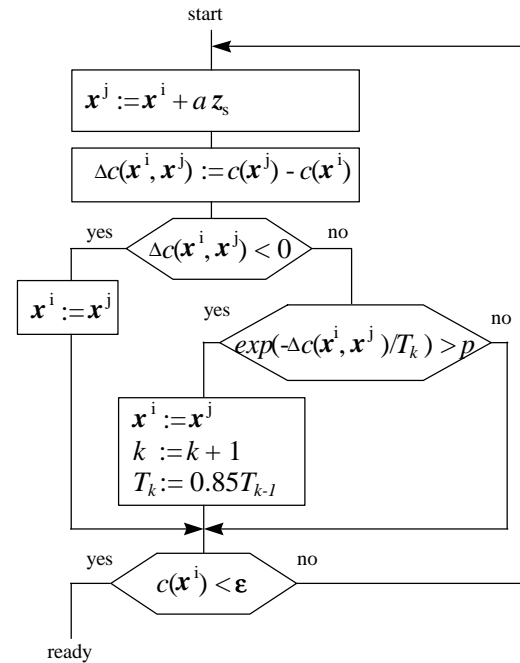 start
x^j := x^i + a z_s
Δc(x^i, x^j) := c(x^j) - c(x^i)
yes
no
Δc(x^i, x^j) < 0
x^i := x^j
yes
no
exp(-Δc(x^i, x^j)/T_k) > p
x^i := x^j
k := k + 1
T_k := 0.85T_{k-1}
yes
no
c(x^i) < ε
ready